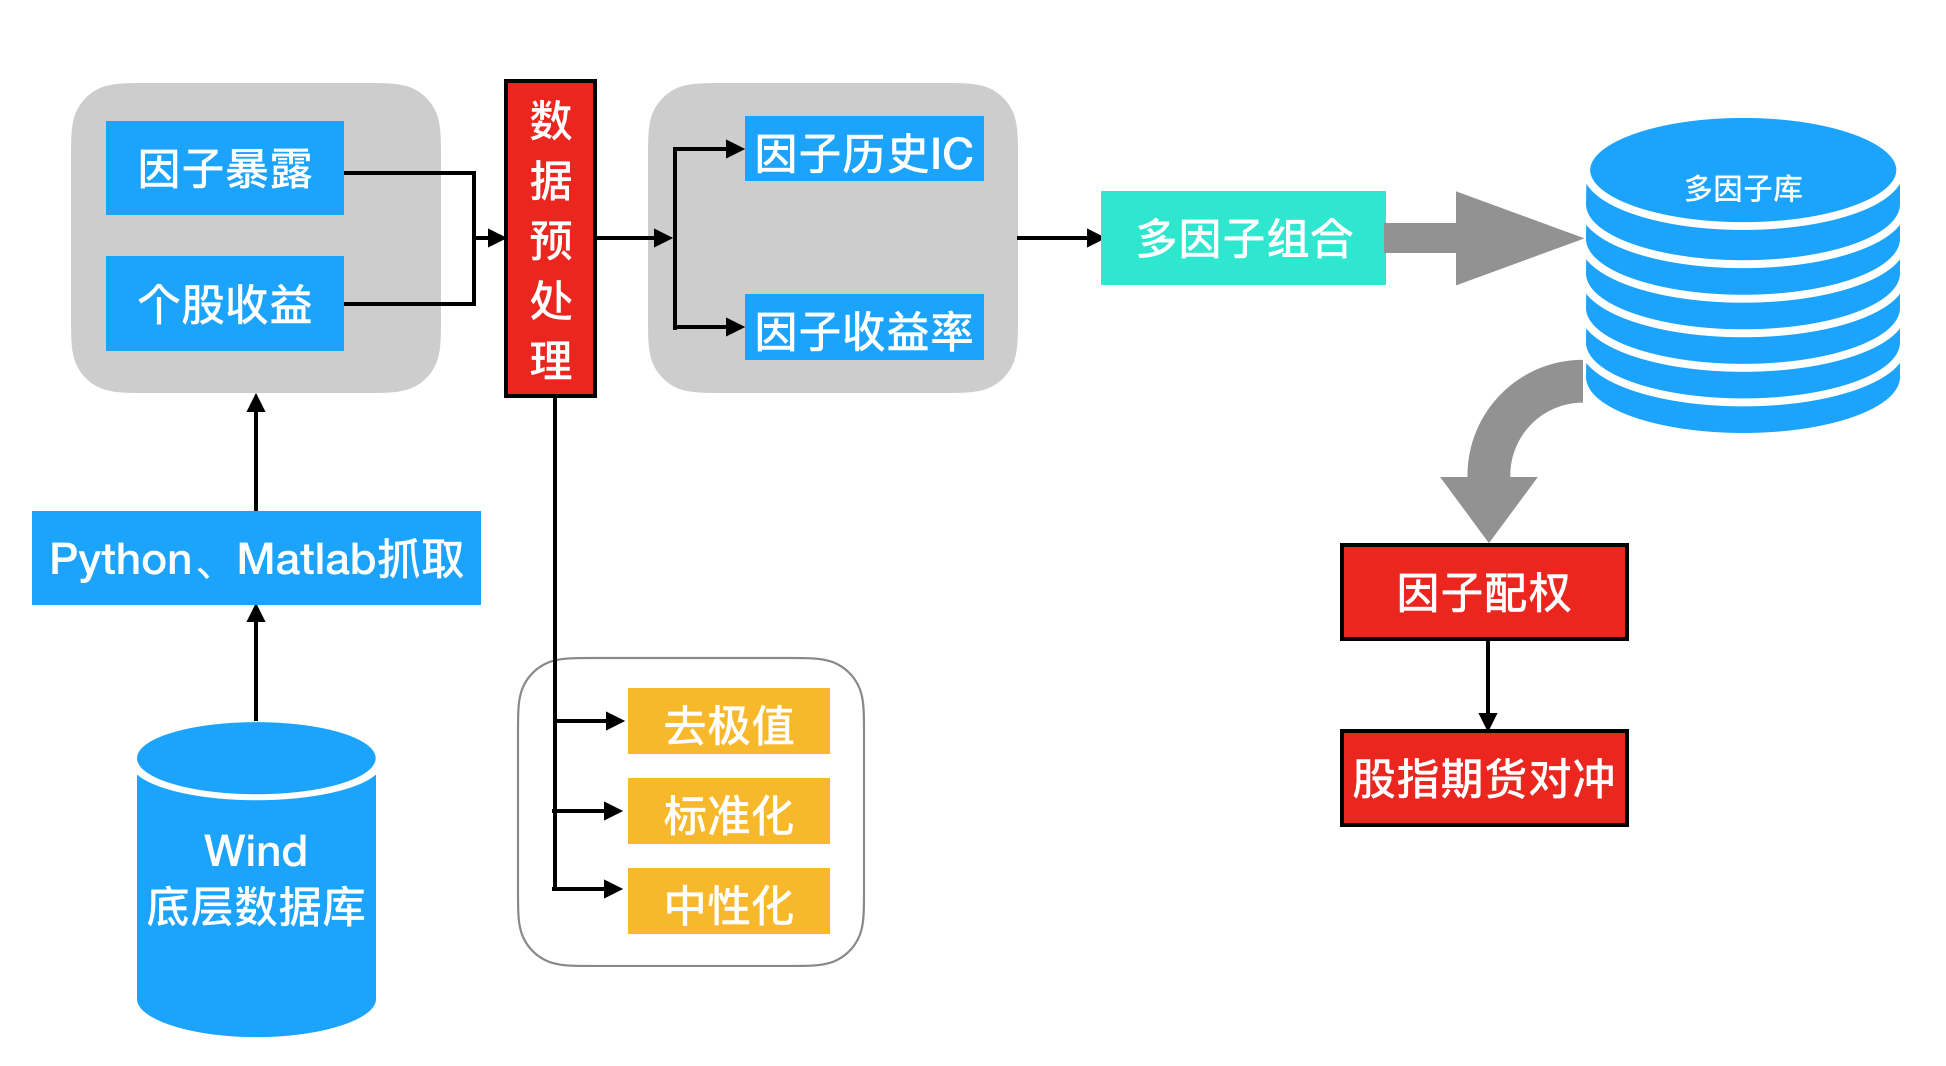 因子暴露
个股收益
Python、Matlab抓取
Wind
底层数据库
数
据
预
处
理
去极值
标准化
中性化
因子历史IC
因子收益率
多因子组合
多因子库
因子配权
股指期货对冲